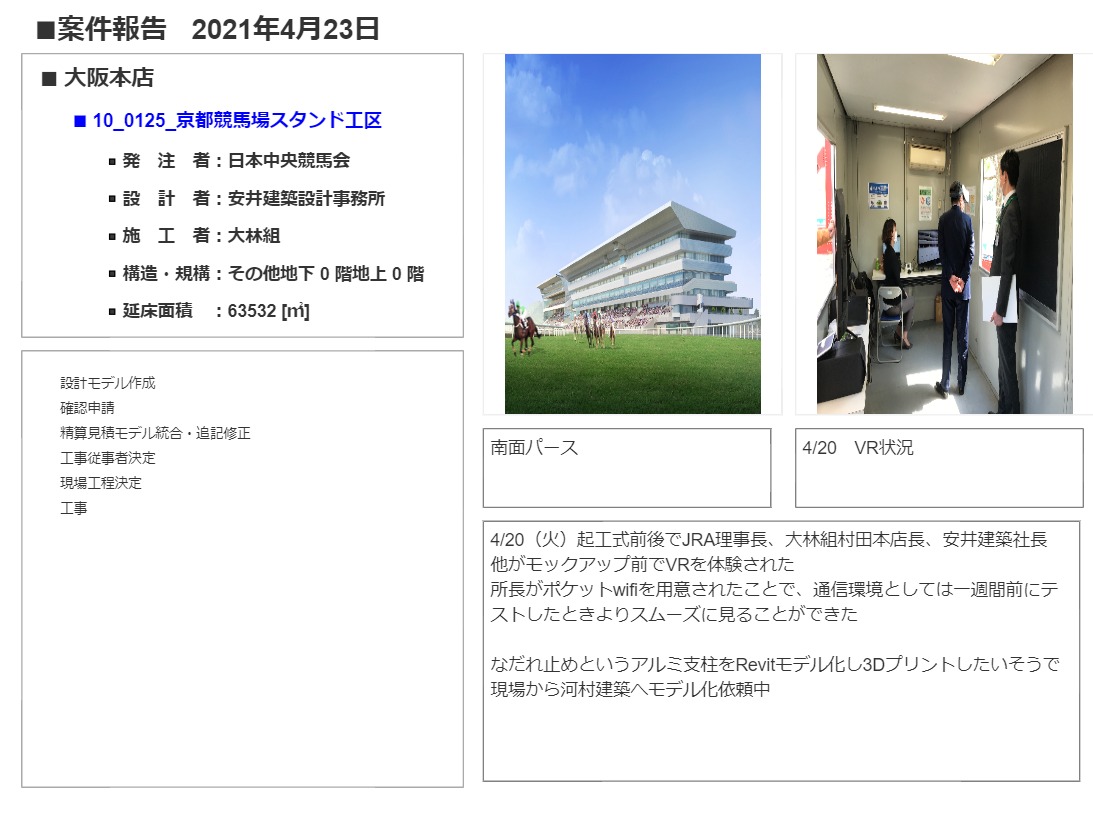 ■案件報告　2021年4月23日
■ 大阪本店
■ 10_0125_京都競馬場スタンド工区
▪ 発　注　者：日本中央競馬会
▪ 設　計　者：安井建築設計事務所
▪ 施　工　者：大林組
▪ 構造・規構：その他地下 0 階地上 0 階
▪ 延床面積　：63532 [㎡]
設計モデル作成
確認申請
精算見積モデル統合・追記修正
工事従事者決定
現場工程決定
工事
南面パース
4/20　VR状況
4/20（火）起工式前後でJRA理事長、大林組村田本店長、安井建築社長
他がモックアップ前でVRを体験された
所長がポケットwifiを用意されたことで、通信環境としては一週間前にテ
ストしたときよりスムーズに見ることができた
なだれ止めというアルミ支柱をRevitモデル化し3Dプリントしたいそうで
現場から河村建築へモデル化依頼中